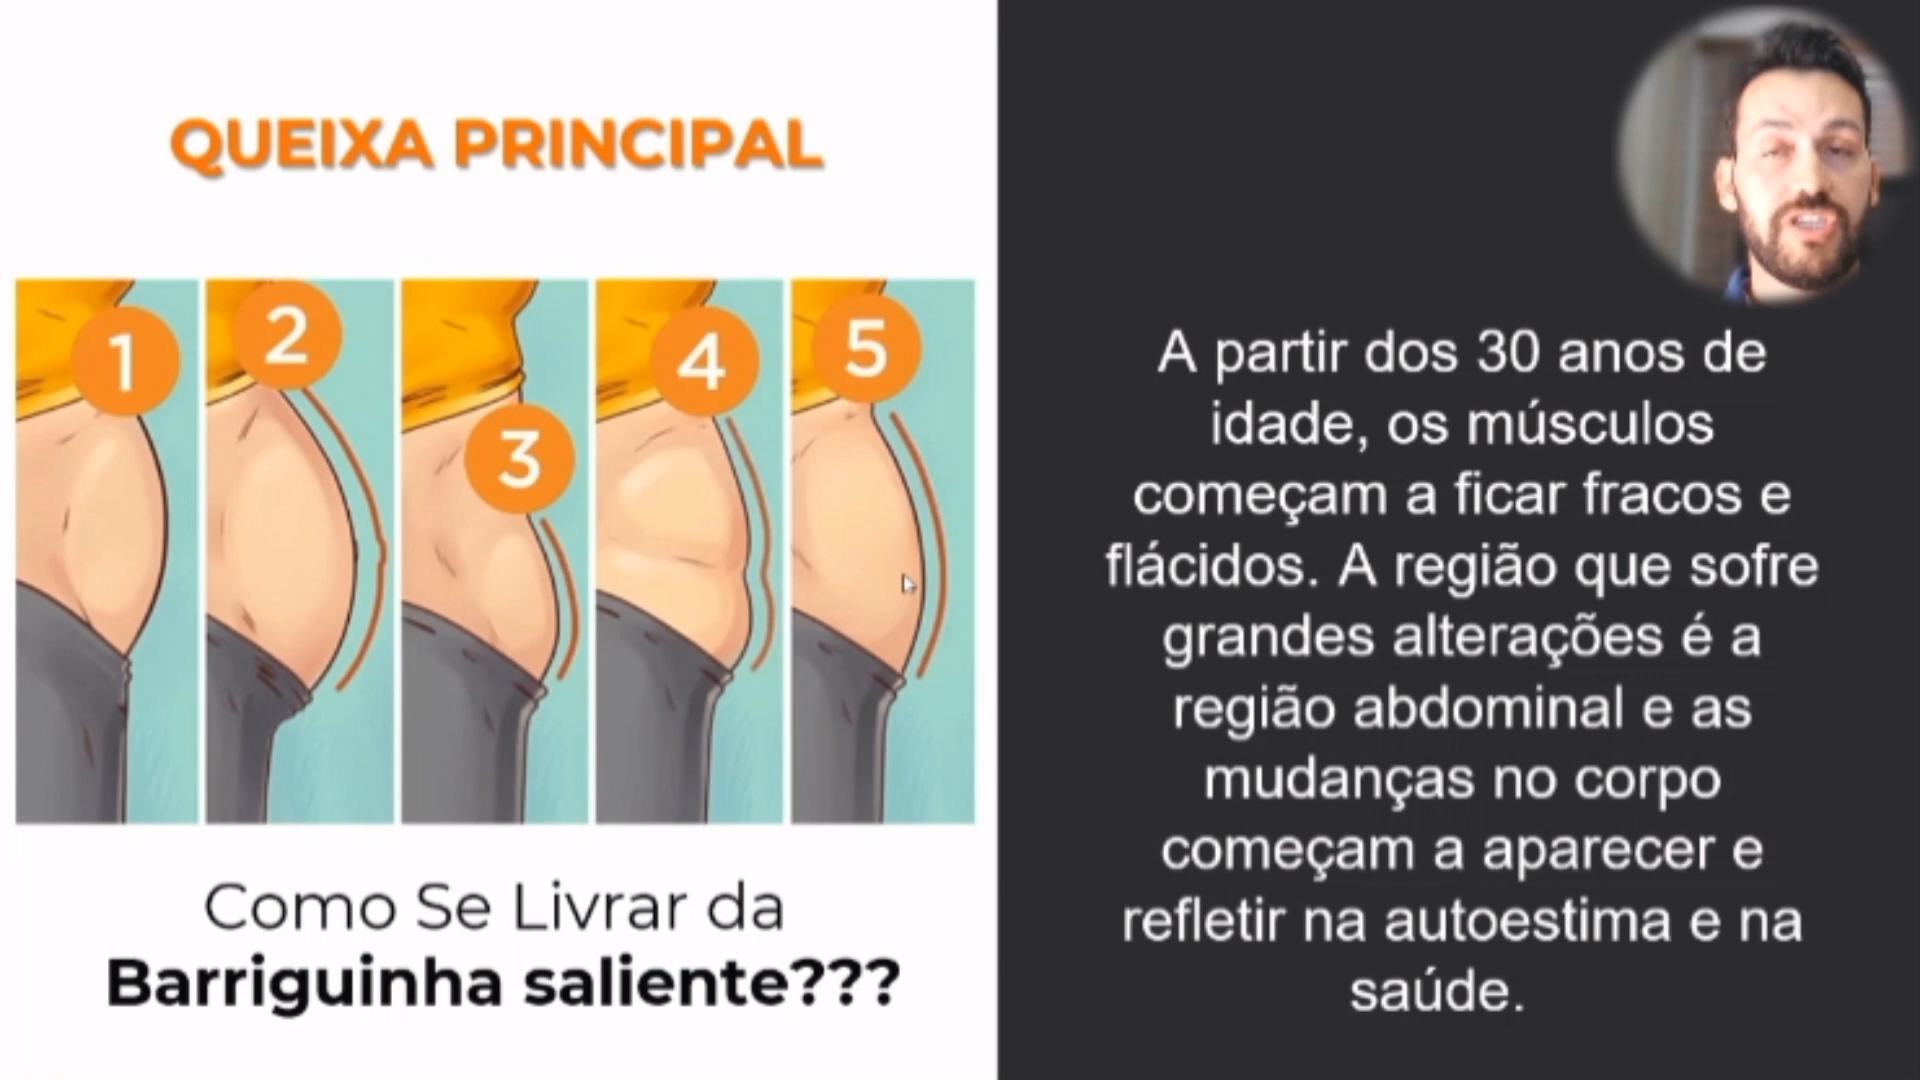 QUEIXA PRINCIPAL
1
2
3
4
5
Como Se Livrar da
Barriguinha saliente???
A partir dos 30 anos de
idade, os músculos
começam a ficar fracos e
flácidos. A região que sofre
grandes alterações é a
região abdominal e as
mudanças no corpo
começam a aparecer e
refletir na autoestima e na
saúde.